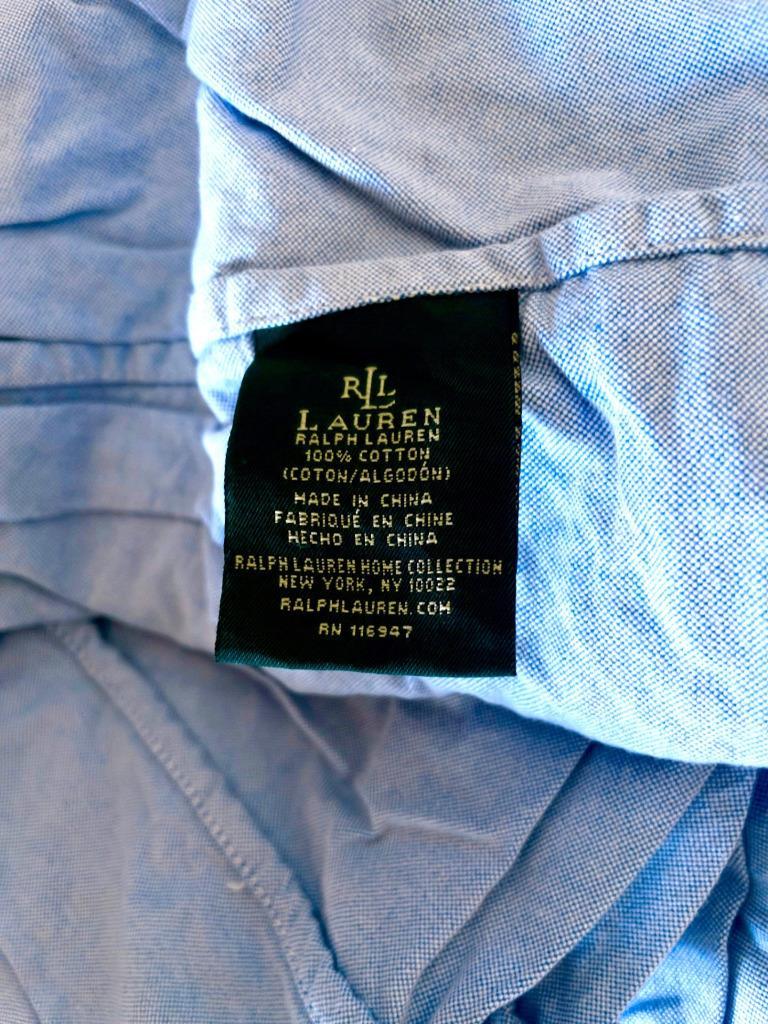 RLL
LAUREN
RALPH LAUREN
100% COTTON
(COTON/ALGODÓN)
MADE IN CHINA
FABRIQUÉ EN CHINE
HECHO EN CHINA
RALPH LAUREN HOME COLLECTION
NEW YORK, NY 10022
RALPHLAUREN.COM
RN 116947